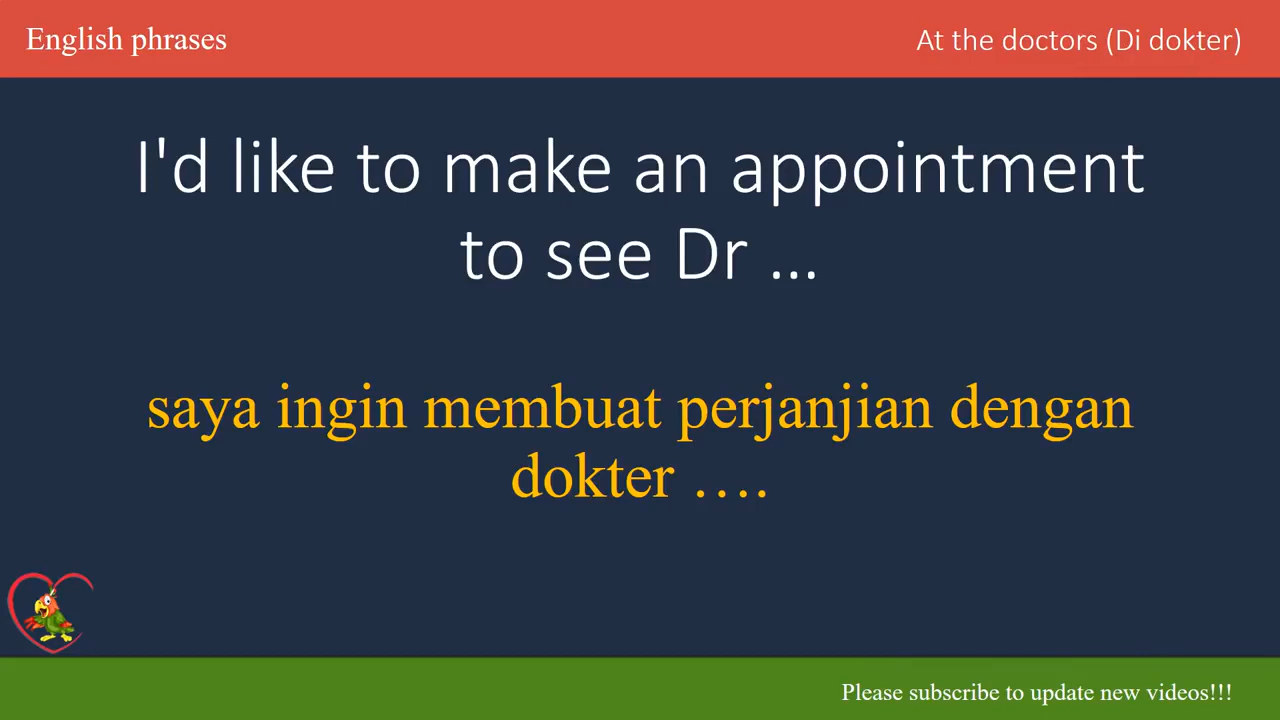 English phrases
At the doctors (Di dokter)
I'd like to make an appointment
to see Dr ...
saya ingin membuat perjanjian dengan
dokter ….
Please subscribe to update new videos!!!